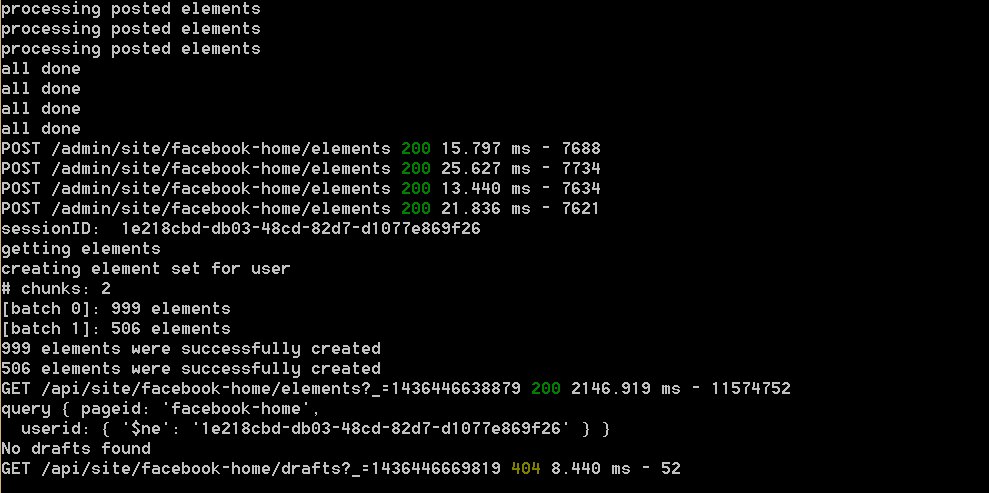 processing posted elements
processing posted elements
processing posted elements
all done
all done
all done
all done
POST /admin/site/facebook-home/elements 200 15.797 ms - 7688
POST /admin/site/facebook-home/elements 200 25.627 ms - 7734
POST /admin/site/facebook-home/elements 200 13.440 ms - 7634
POST /admin/site/facebook-home/elements 200 21.836 ms - 7621
sessionID:  1e218cbd-db03-48cd-82d7-d1077e869f26
getting elements
creating element set for user
# chunks: 2
[batch 0]: 999 elements
[batch 1]: 506 elements
999 elements were successfully created
506 elements were successfully created
GET /api/site/facebook-home/elements?_=1436446638879 200 2146.919 ms - 11574752
query { pageid: 'facebook-home',
  userid: { '$ne': '1e218cbd-db03-48cd-82d7-d1077e869f26' } }
No drafts found
GET /api/site/facebook-home/drafts?_=1436446669819 404 8.440 ms - 52